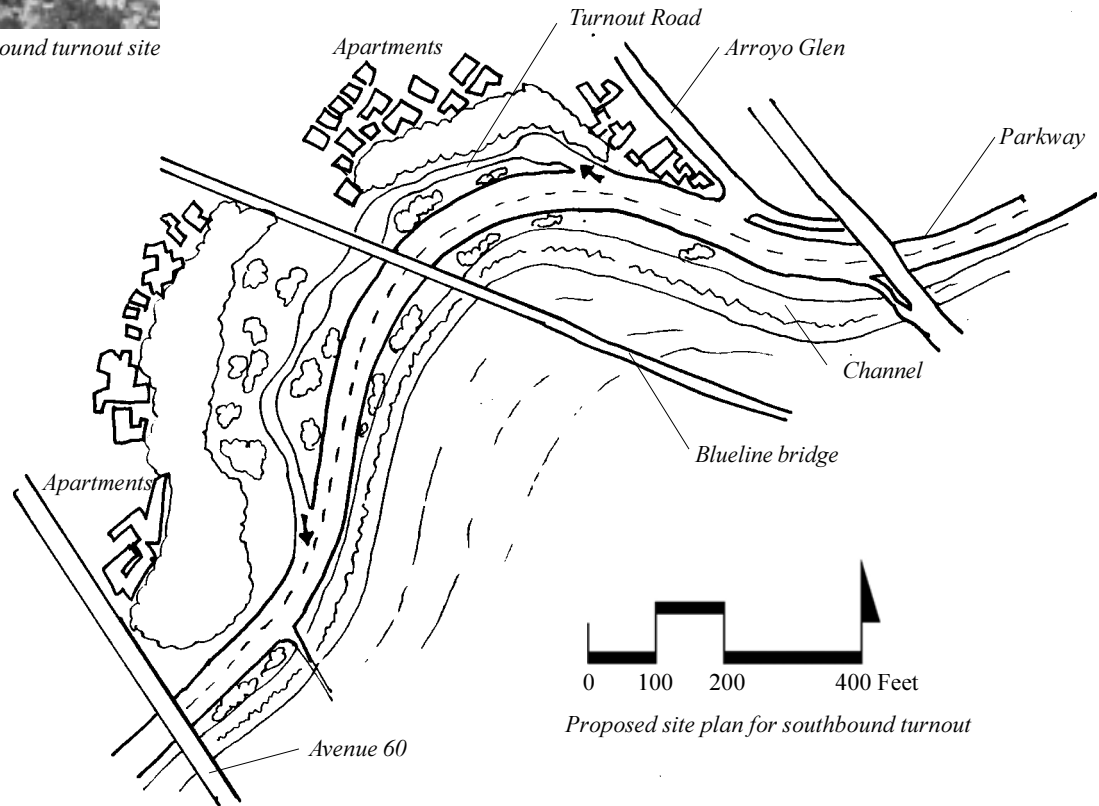 ound turnout site
Turnout Road
Apartments
Arroyo Glen
Parkway
Channel
Blueline bridge
Apartments
0 100 200 400 Feet
Proposed site plan for southbound turnout
Avenue 60